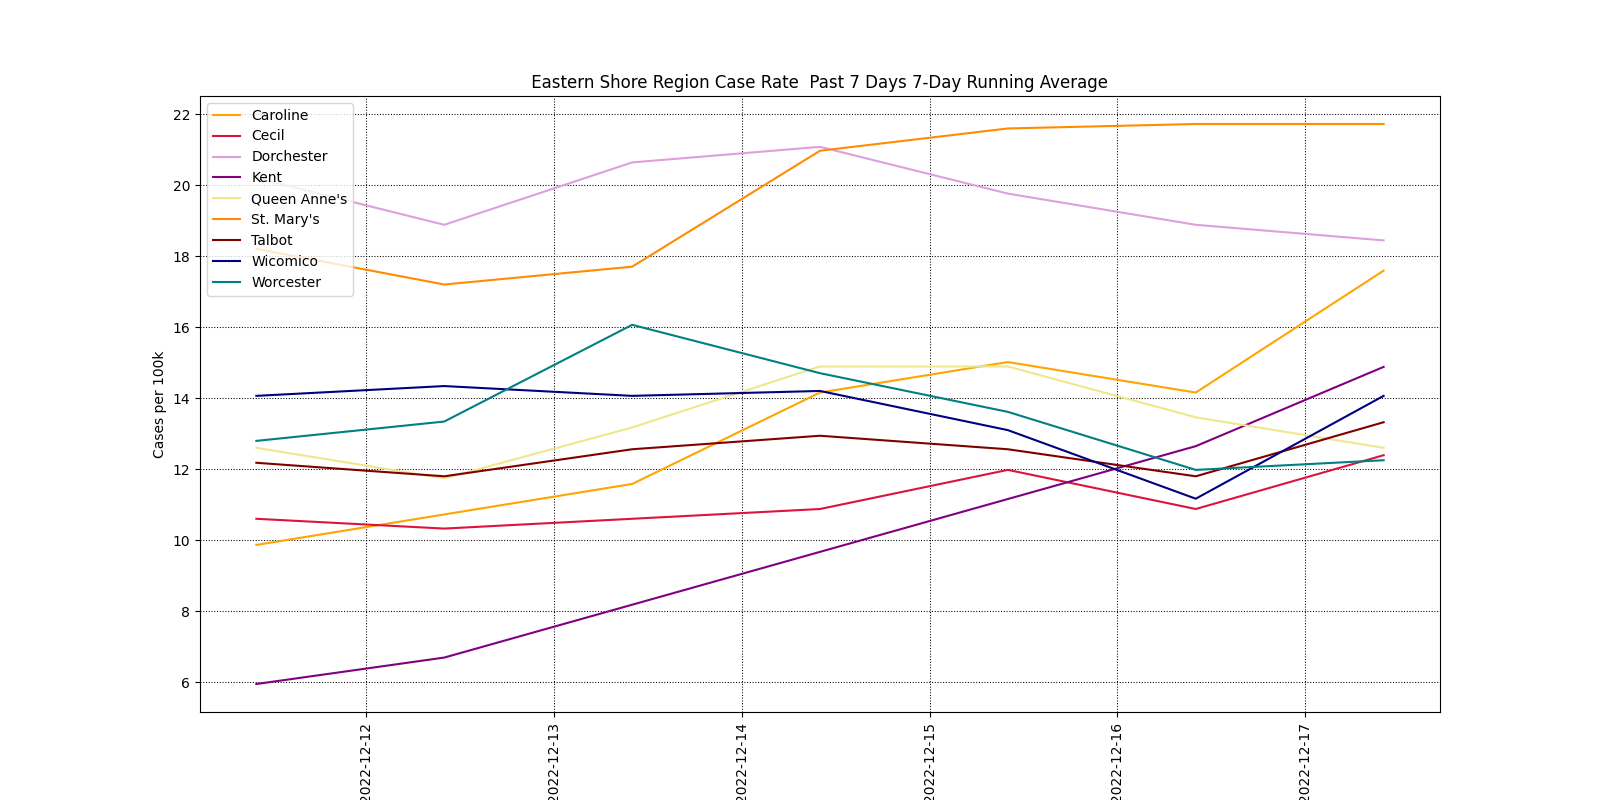 Eastern Shore Region Case Rate  Past 7 Days 7-Day Running Average
Cases per 100k
22
20
18
16
14
12
10
8
6
Caroline
Cecil
Dorchester
Kent
Queen Anne's
St. Mary's
Talbot
Wicomico
Worcester
2022-12-12
2022-12-13
2022-12-14
2022-12-15
2022-12-16
2022-12-17